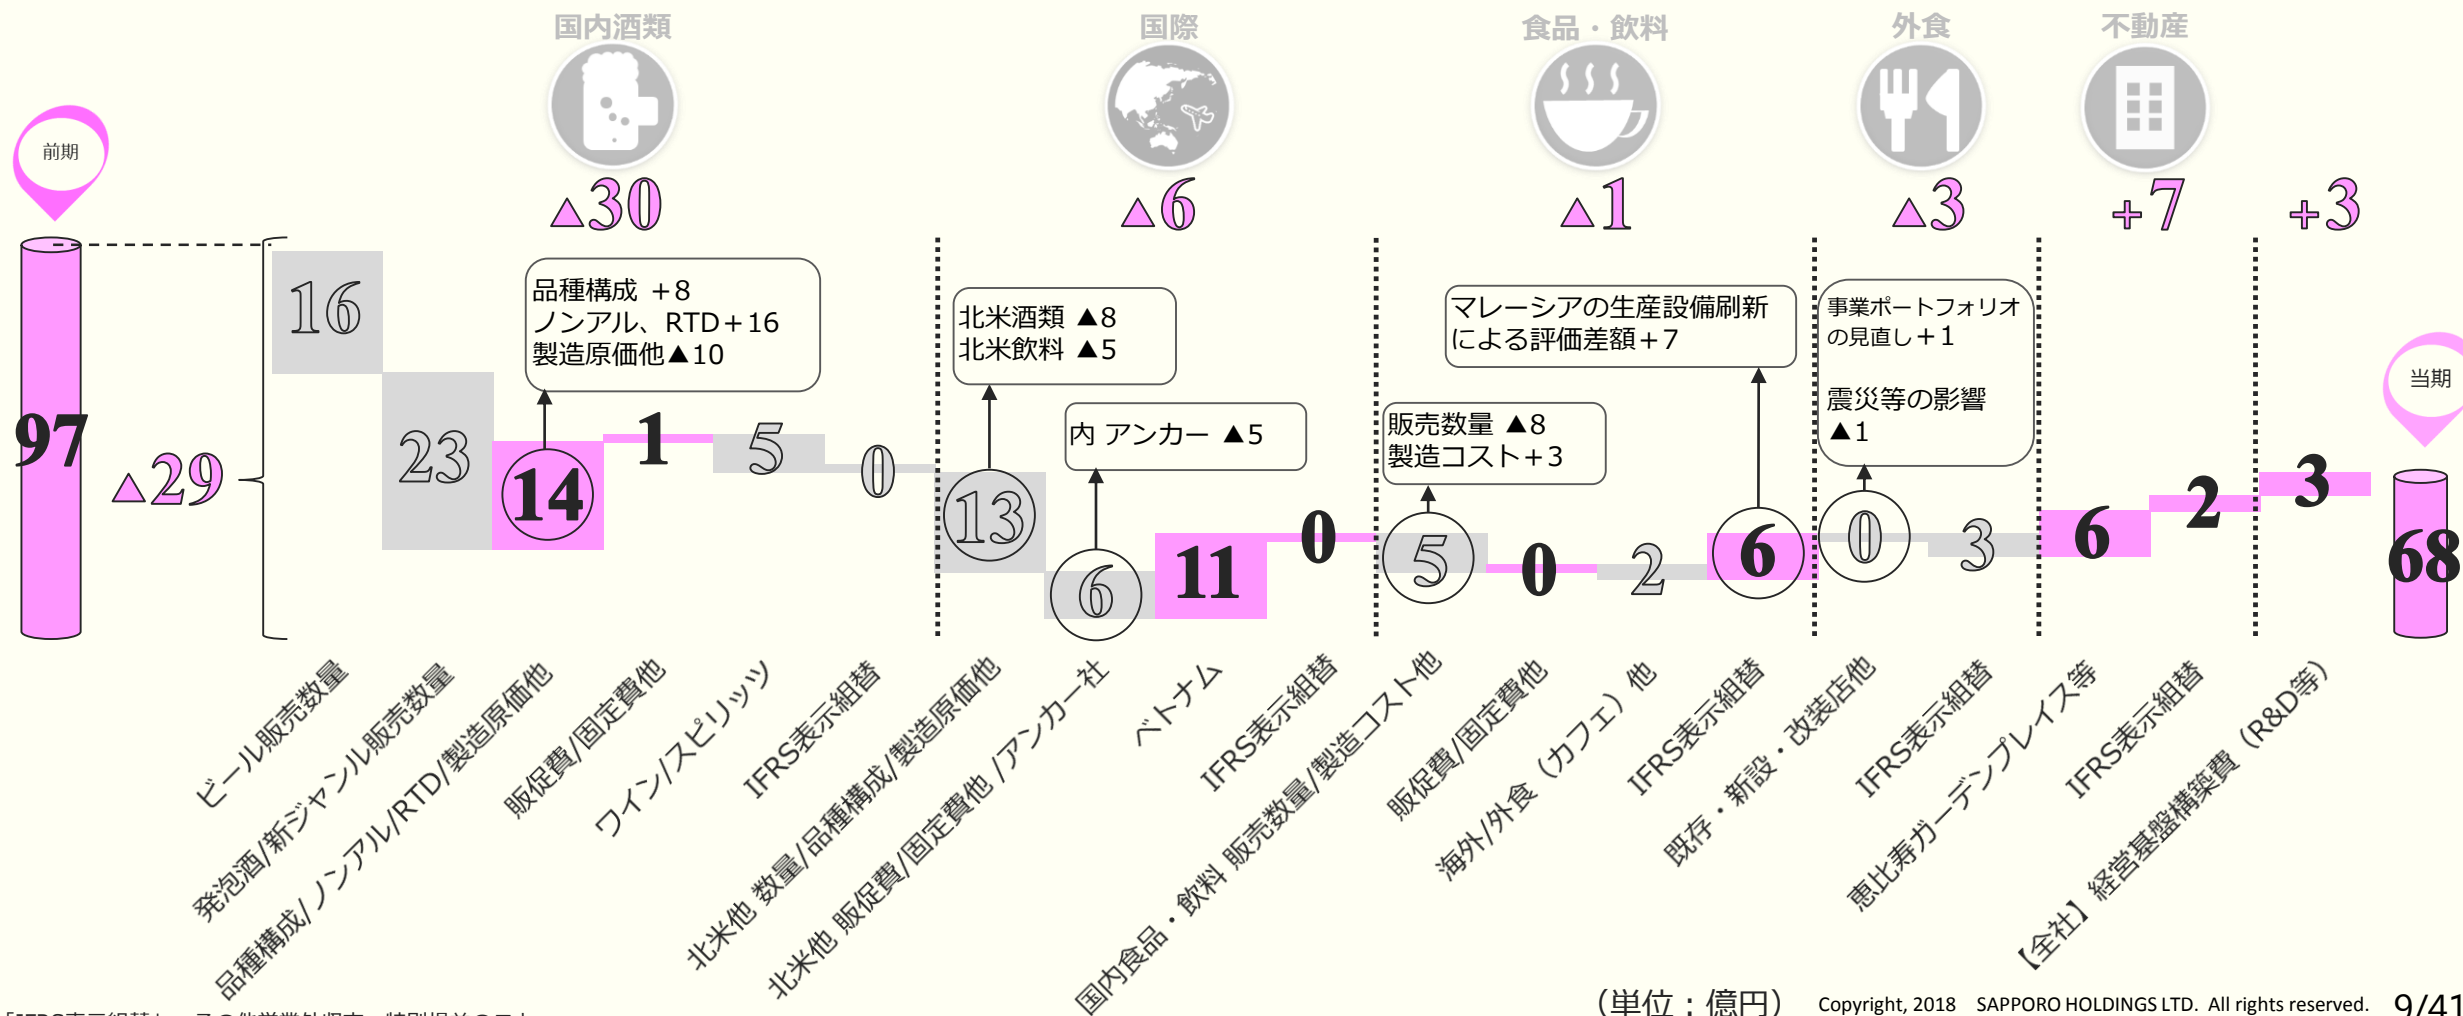 国内酒類
国際
食品・飲料
外食
不動産
前期
▲30
▲6
▲1
▲3
+7
+3
97
▲29
16
23
14
1
5
0
13
6
11
0
5
0
2
6
0
3
6
2
3
当期
68
品種構成 +8
ノンアル、RTD+16
製造原価他▲10
北米酒類 ▲8
北米飲料 ▲5
内 アンカー ▲5
販売数量 ▲8
製造コスト+3
マレーシアの生産設備刷新
による評価差額+7
事業ポートフォリオ
の見直し+1
震災等の影響
▲1
ビール販売数量
発泡酒/新ジャンル販売数量
品種構成/ノンアル/RTD/製造原価他
販促費/固定費他
ワイン/スピリッツ
IFRS表示組替
北米他 数量/品種構成/製造原価他
北米他 販促費/固定費他 /アンカー社
ベトナム
IFRS表示組替
国内食品・飲料 販売数量/製造コスト他
販促費/固定費他
海外/外食（カフェ）他
IFRS表示組替
既存・新設・改装店他
IFRS表示組替
恵比寿ガーデンプレイス等
IFRS表示組替
【全社】経営基盤構築費（R&D等）
（単位：億円）
Copyright, 2018 SAPPORO HOLDINGS LTD. All rights reserved.
9/41